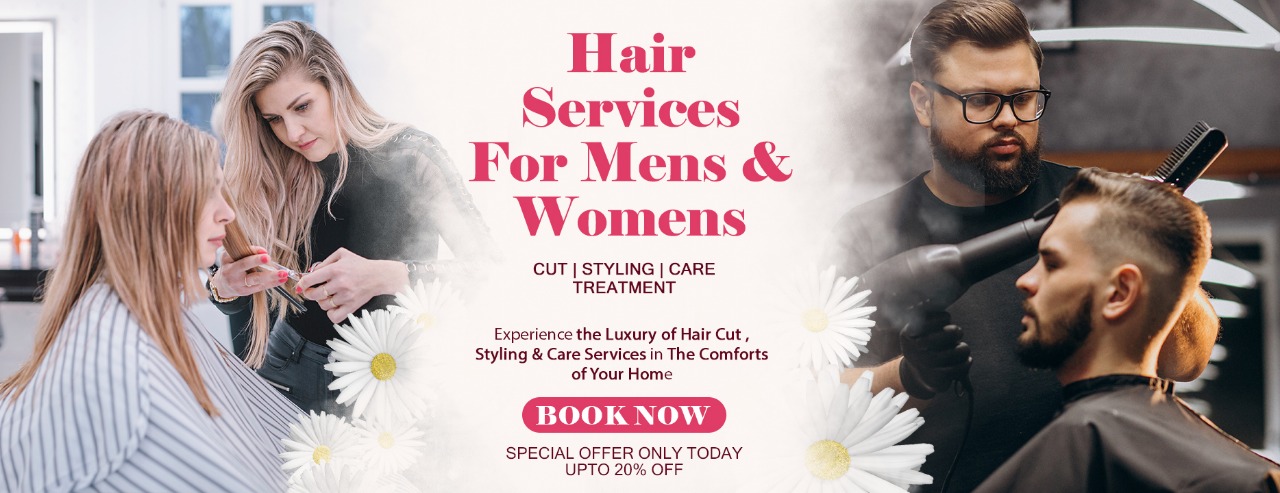 Hair
Services
For Mens &
Womens
CUT | STYLING | CARE
TREATMENT
Experience the Luxury of Hair Cut ,
Styling & Care Services in The Comforts
of Your Home
BOOK NOW
SPECIAL OFFER ONLY TODAY
UPTO 20% OFF